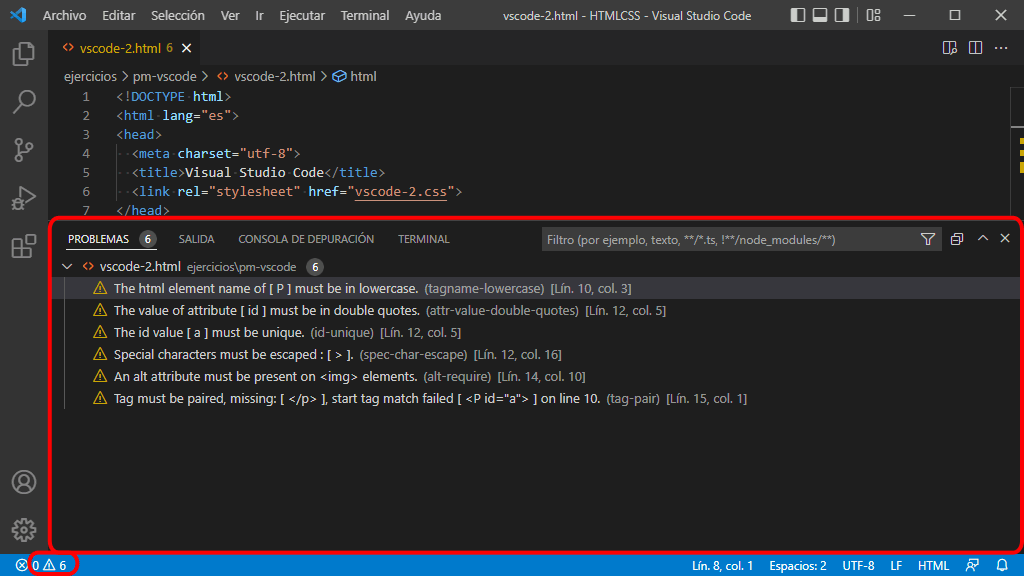 Archivo Editar Selección Ver Ir Ejecutar Terminal Ayuda vscode-2.html - HTMLCSS - Visual Studio Code
vscode-2.html 6
ejercicios > pm-vscode > vscode-2.html > html
1 <!DOCTYPE·html>
2 <html·lang="es">
3 <head>
4 ··<meta·charset="utf-8">
5 ··<title>Visual·Studio·Code</title>
6 ··<link·rel="stylesheet"·href="vscode-2.css">
7 </head>
PROBLEMAS 6 SALIDA CONSOLA DE DEPURACIÓN TERMINAL Filtro (por ejemplo, texto, **/*.ts, !**/node_modules/**)
vscode-2.html ejercicios\pm-vscode 6
The html element name of [ P ] must be in lowercase. (tagname-lowercase) [Lín. 10, col. 3]
The value of attribute [ id ] must be in double quotes. (attr-value-double-quotes) [Lín. 12, col. 5]
The id value [ a ] must be unique. (id-unique) [Lín. 12, col. 5]
Special characters must be escaped : [ > ]. (spec-char-escape) [Lín. 12, col. 16]
An alt attribute must be present on <img> elements. (alt-require) [Lín. 14, col. 10]
Tag must be paired, missing: [ </p> ], start tag match failed [ <P id="a"> ] on line 10. (tag-pair) [Lín. 15, col. 1]
0 6 Lín. 8, col. 1 Espacios: 2 UTF-8 LF HTML